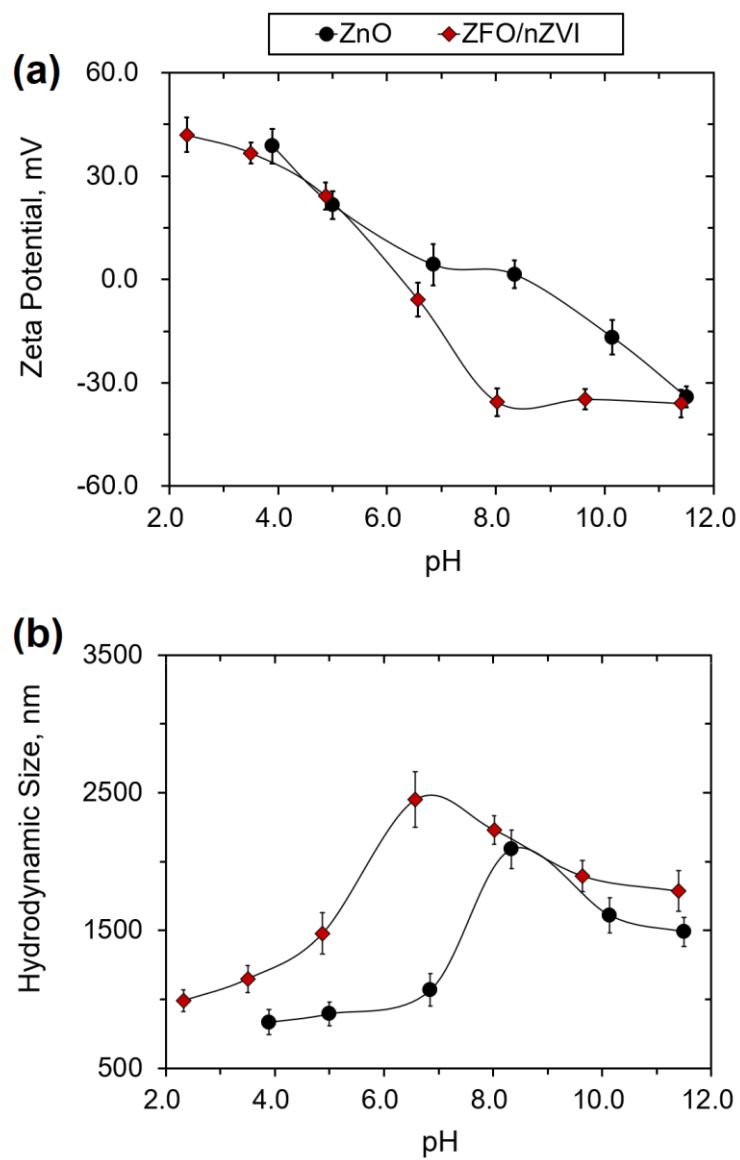 ZnO ZFO/nZVI
(a)
60.0
30.0
0.0
-30.0
-60.0
Zeta Potential, mV
2.0 4.0 6.0 8.0 10.0 12.0
pH
(b)
3500
2500
1500
500
Hydrodynamic Size, nm
2.0 4.0 6.0 8.0 10.0 12.0
pH